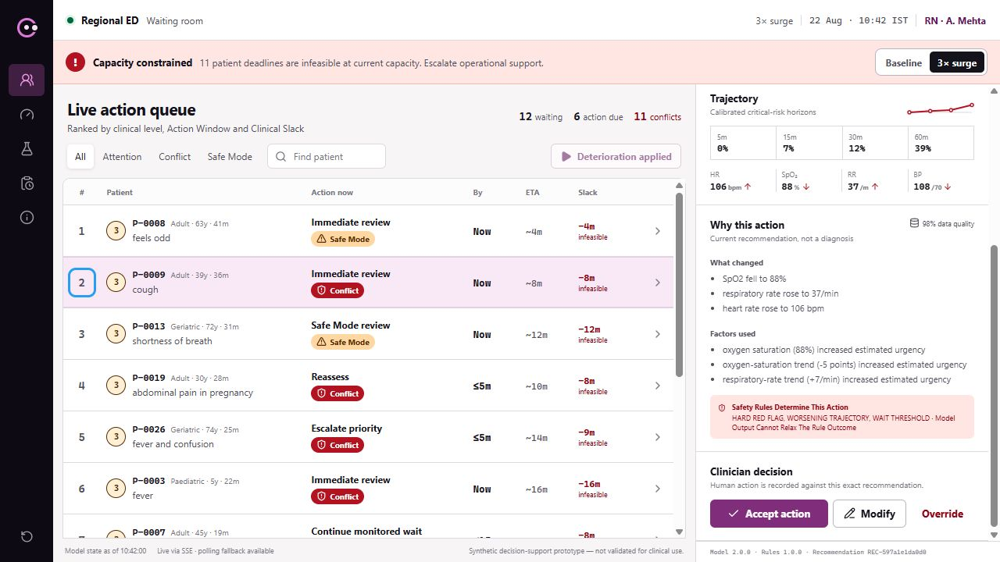 Regional ED Waiting room
3× surge 22 Aug · 10:42 IST RN · A. Mehta
! Capacity constrained 11 patient deadlines are infeasible at current capacity. Escalate operational support.
Baseline 3× surge
Live action queue
Ranked by clinical level, Action Window and Clinical Slack
12 waiting 6 action due 11 conflicts
All Attention Conflict Safe Mode Find patient Deterioration applied
# Patient Action now By ETA Slack
1 3 P-0008 Adult · 63y · 41m
feels odd
Immediate review
Safe Mode
Now ~4m −4m
infeasible
2 3 P-0009 Adult · 39y · 36m
cough
Immediate review
Conflict
Now ~8m −8m
infeasible
3 3 P-0013 Geriatric · 72y · 31m
shortness of breath
Safe Mode review
Safe Mode
Now ~12m −12m
infeasible
4 3 P-0019 Adult · 30y · 28m
abdominal pain in pregnancy
Reassess
Conflict
≤5m ~10m −8m
infeasible
5 3 P-0026 Geriatric · 74y · 25m
fever and confusion
Escalate priority
Conflict
≤5m ~14m −9m
infeasible
6 3 P-0003 Paediatric · 5y · 22m
fever
Immediate review
Conflict
Now ~16m −16m
infeasible
P-0007 Adult · 45y · 19m
Continue monitored wait
−8m
Model state as of 10:42:00 Live via SSE · polling fallback available
Synthetic decision-support prototype — not validated for clinical use.
Trajectory
Calibrated critical-risk horizons
5m 15m 30m 60m
0% 7% 12% 39%
HR SpO₂ RR BP
106 bpm ↑ 88 % ↓ 37 /m ↑ 108 /70 ↓
Why this action 98% data quality
Current recommendation, not a diagnosis
What changed
• SpO2 fell to 88%
• respiratory rate rose to 37/min
• heart rate rose to 106 bpm
Factors used
• oxygen saturation (88%) increased estimated urgency
• oxygen-saturation trend (-5 points) increased estimated urgency
• respiratory-rate trend (+7/min) increased estimated urgency
Safety Rules Determine This Action
HARD RED FLAG, WORSENING TRAJECTORY, WAIT THRESHOLD · Model
Output Cannot Relax The Rule Outcome
Clinician decision
Human action is recorded against this exact recommendation.
Accept action Modify Override
Model 2.0.0 · Rules 1.0.0 · Recommendation REC-597a1e1da0d0